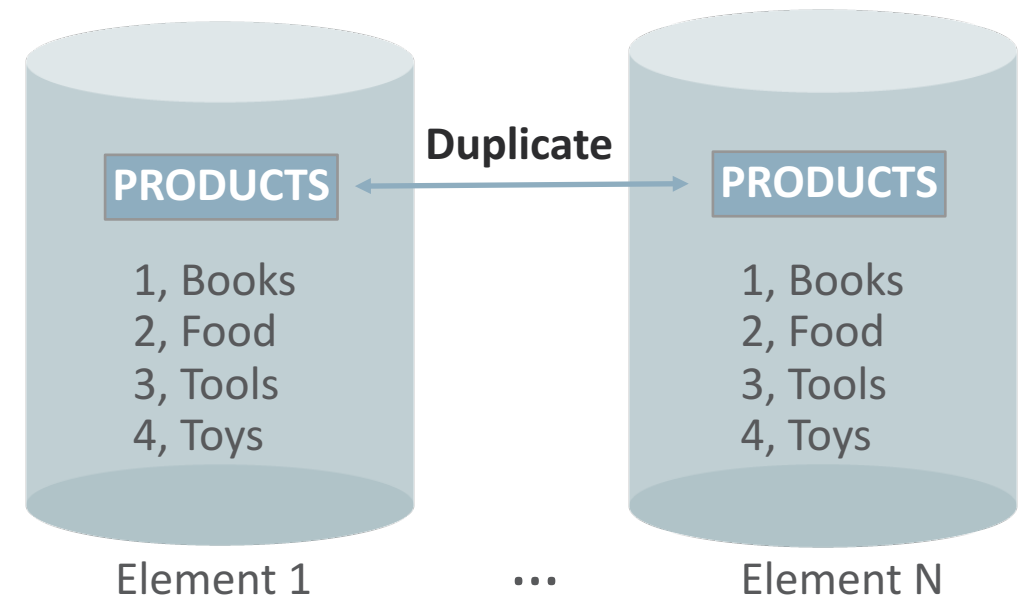 Duplicate
PRODUCTS
1, Books
2, Food
3, Tools
4, Toys
PRODUCTS
1, Books
2, Food
3, Tools
4, Toys
Element 1
...
Element N